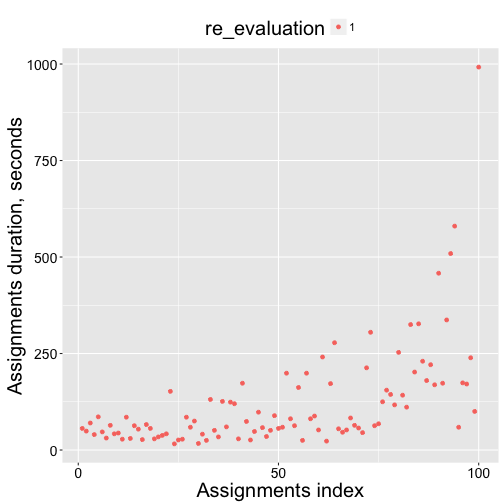 re_evaluation 1
1000
750
500
250
0
Assignments duration, seconds
0 50 100
Assignments index